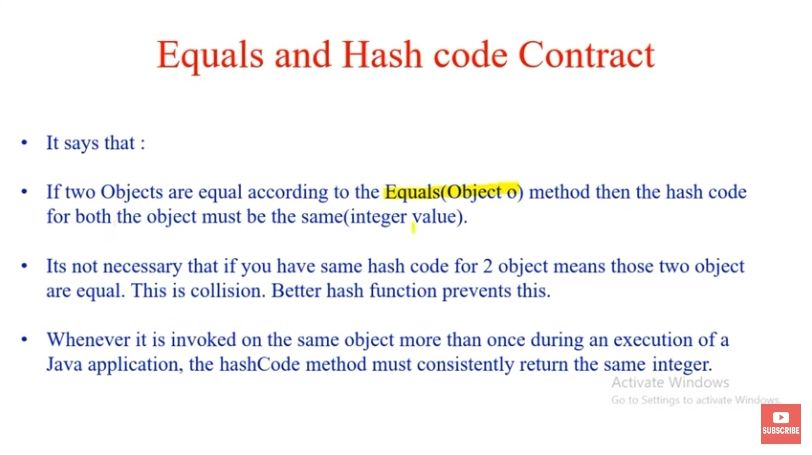 Equals and Hash code Contract
• It says that :
• If two Objects are equal according to the Equals(Object o) method then the hash code
for both the object must be the same(integer value).
• Its not necessary that if you have same hash code for 2 object means those two object
are equal. This is collision. Better hash function prevents this.
• Whenever it is invoked on the same object more than once during an execution of a
Java application, the hashCode method must consistently return the same integer.
Activate Windows
Go to Settings to activate Windows.
SUBSCRIBE